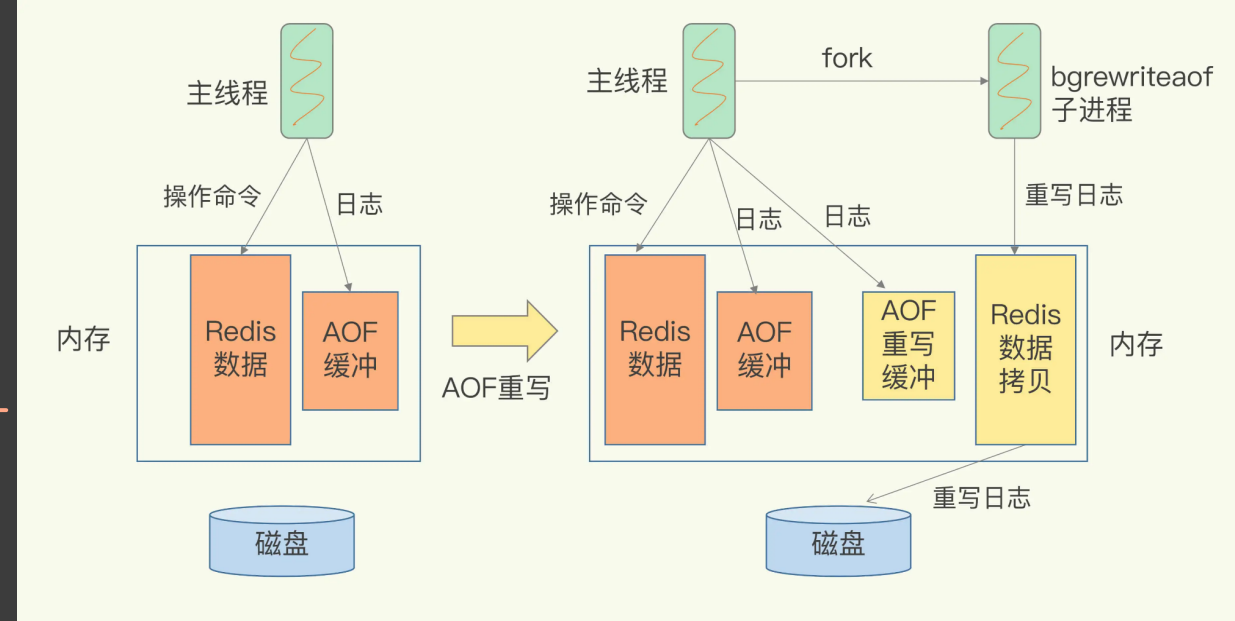 主线程
操作命令
日志
内存
Redis
数据
AOF
缓冲
磁盘
AOF重写
主线程
fork
bgrewriteaof
子进程
操作命令
日志
日志
重写日志
Redis
数据
AOF
缓冲
AOF
重写
缓冲
Redis
数据
拷贝
内存
重写日志
磁盘